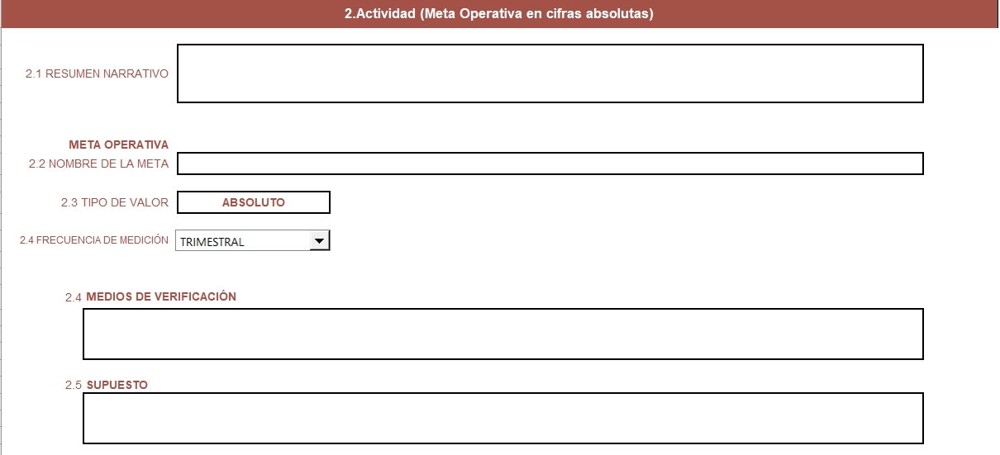 2.Actividad (Meta Operativa en cifras absolutas)
2.1 RESUMEN NARRATIVO
META OPERATIVA
2.2 NOMBRE DE LA META
2.3 TIPO DE VALOR ABSOLUTO
2.4 FRECUENCIA DE MEDICIÓN TRIMESTRAL
2.4 MEDIOS DE VERIFICACIÓN
2.5 SUPUESTO